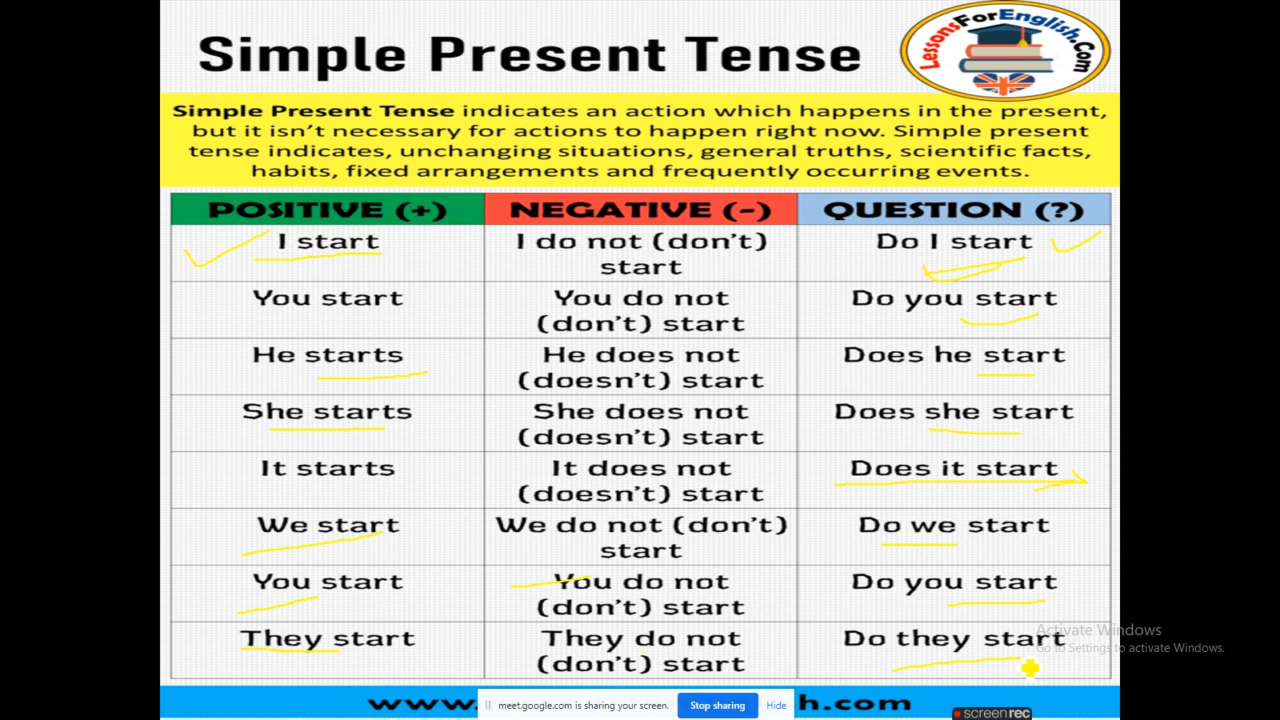 Simple Present Tense
LessonsForEnglish.Com
Simple Present Tense indicates an action which happens in the present,
but it isn't necessary for actions to happen right now. Simple present
tense indicates, unchanging situations, general truths, scientific facts,
habits, fixed arrangements and frequently occurring events.
POSITIVE (+) NEGATIVE (-) QUESTION (?)
I start I do not (don't) Do I start
start
You start You do not Do you start
(don't) start
He starts He does not Does he start
(doesn't) start
She starts She does not Does she start
(doesn't) start
It starts It does not Does it start
(doesn't) start
We start We do not (don't) Do we start
start
You start You do not Do you start
(don't) start
They start They do not Do they start
(don't) start
Activate Windows
Go to Settings to activate Windows.
www. h.com
meet.google.com is sharing your screen. Stop sharing Hide
screenrec